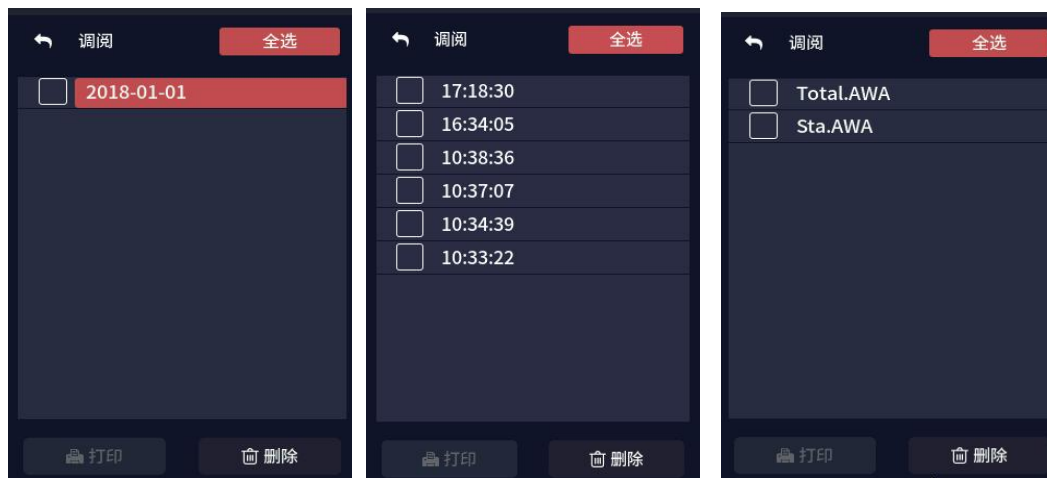 调阅 全选
2018-01-01
打印 删除
调阅 全选
17:18:30
16:34:05
10:38:36
10:37:07
10:34:39
10:33:22
打印 删除
调阅 全选
Total.AWA
Sta.AWA
打印 删除